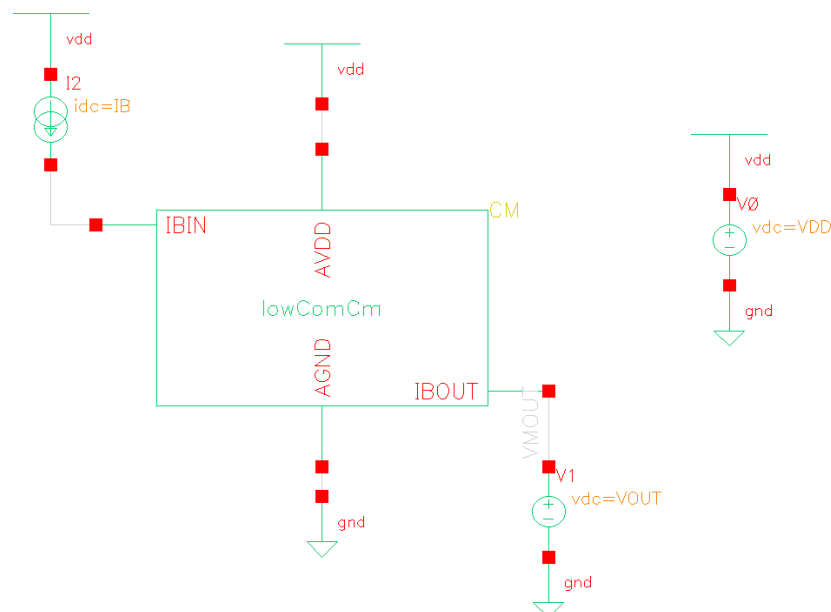 vdd
I2
idc=IB
vdd
CM
IBIN
AVDD
lowComCm
AGND
IBOUT
VMOUT
V1
vdc=VOUT
gnd
gnd
vdd
VØ
vdc=VDD
gnd